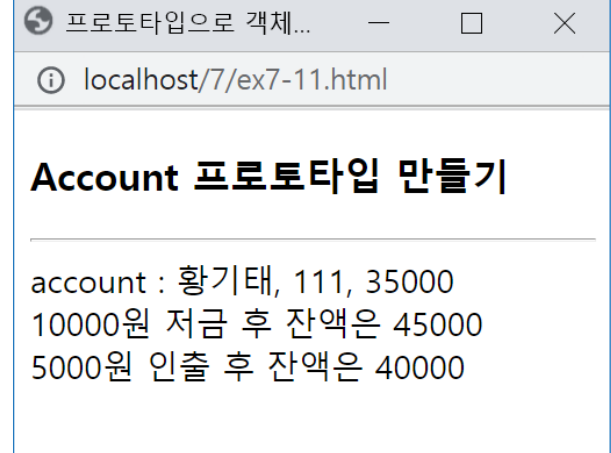 프로토타입으로 객체...
localhost/7/ex7-11.html
Account 프로토타입 만들기
account : 황기태, 111, 35000
10000원 저금 후 잔액은 45000
5000원 인출 후 잔액은 40000